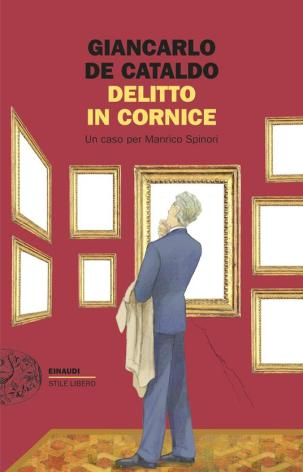 GIANCARLO
DE CATALDO
DELITTO
IN CORNICE
Un caso per Manrico Spinori
EINAUDI
STILE LIBERO